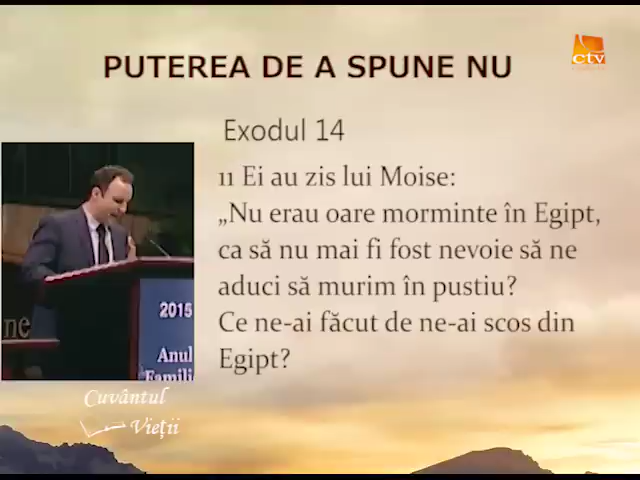 PUTEREA DE A SPUNE NU
ctv
Exodul 14
11 Ei au zis lui Moise:
„Nu erau oare morminte în Egipt,
ca să nu mai fi fost nevoie să ne
aduci să murim în pustiu?
Ce ne-ai făcut de ne-ai scos din
Egipt?
2015
Anul
Familie
ne
Cuvântul
Vieții